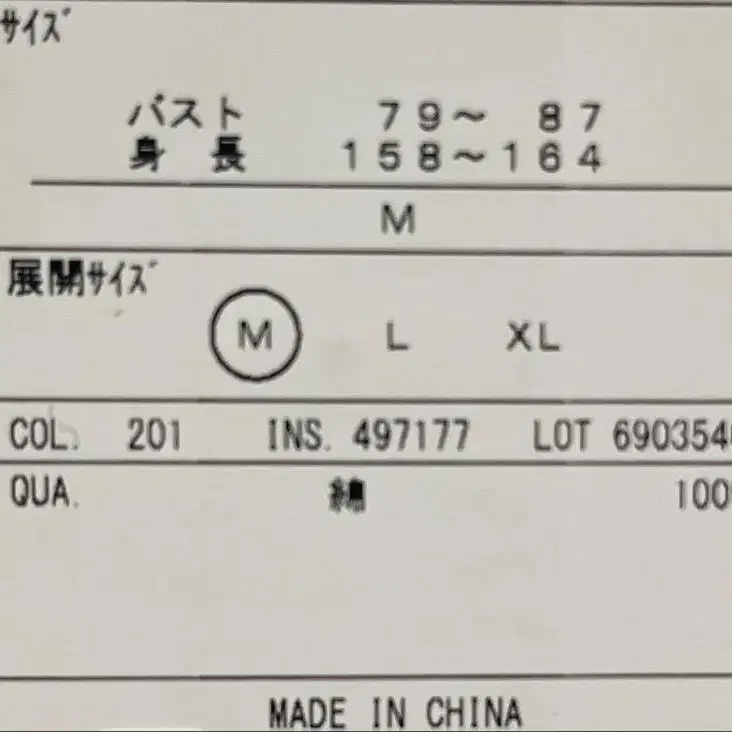 サイズ
バスト 79～ 87
身長 158～164
M
展開サイズ
M L XL
COL. 201 INS. 497177 LOT 690354
QUA. 綿 100
MADE IN CHINA